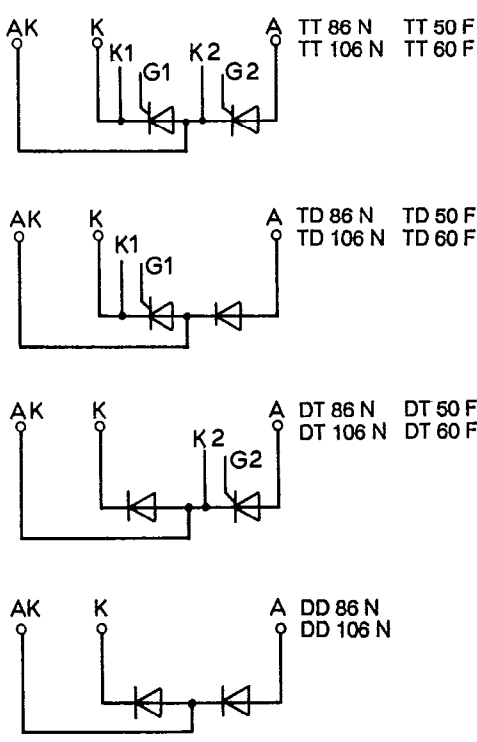 AK K A TT 86 N TT 50 F
TT 106 N TT 60 F
K1 G1 K2 G2
AK K A TD 86 N TD 50 F
TD 106 N TD 60 F
K1 G1
AK K A DT 86 N DT 50 F
DT 106 N DT 60 F
K2 G2
AK K A DD 86 N
DD 106 N